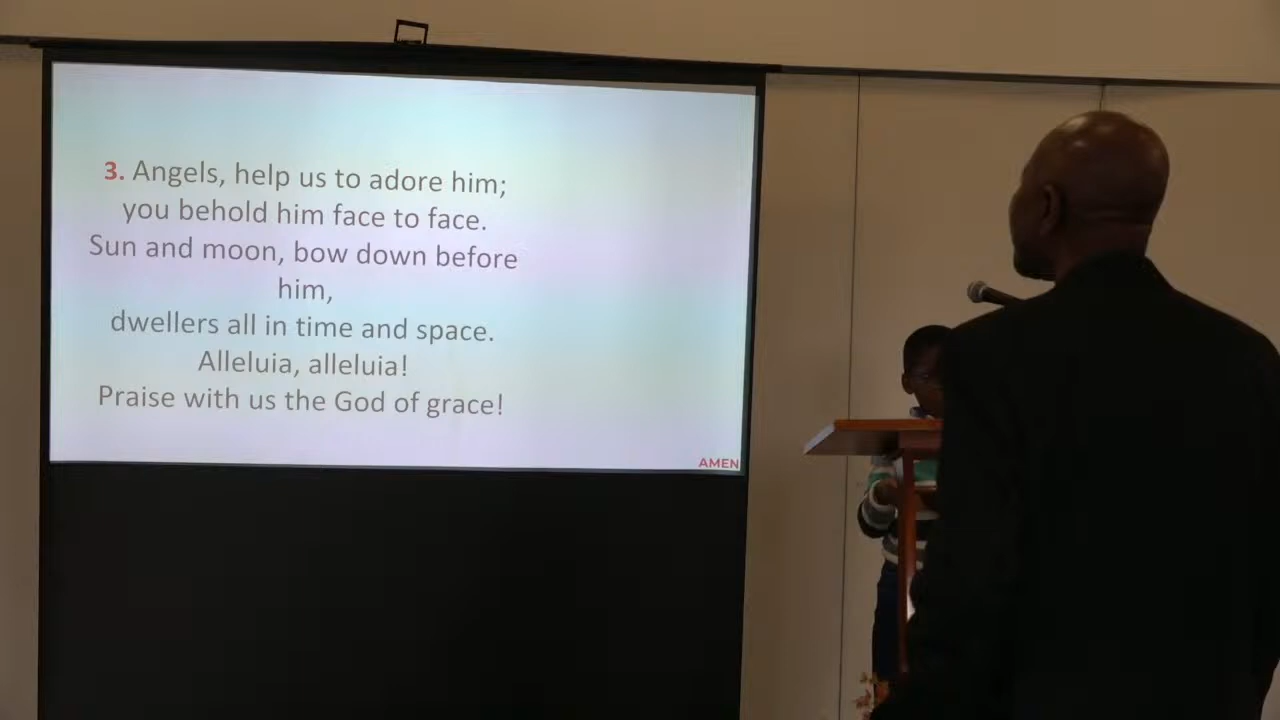 3. Angels, help us to adore him;
you behold him face to face.
Sun and moon, bow down before
him,
dwellers all in time and space.
Alleluia, alleluia!
Praise with us the God of grace!
AMEN